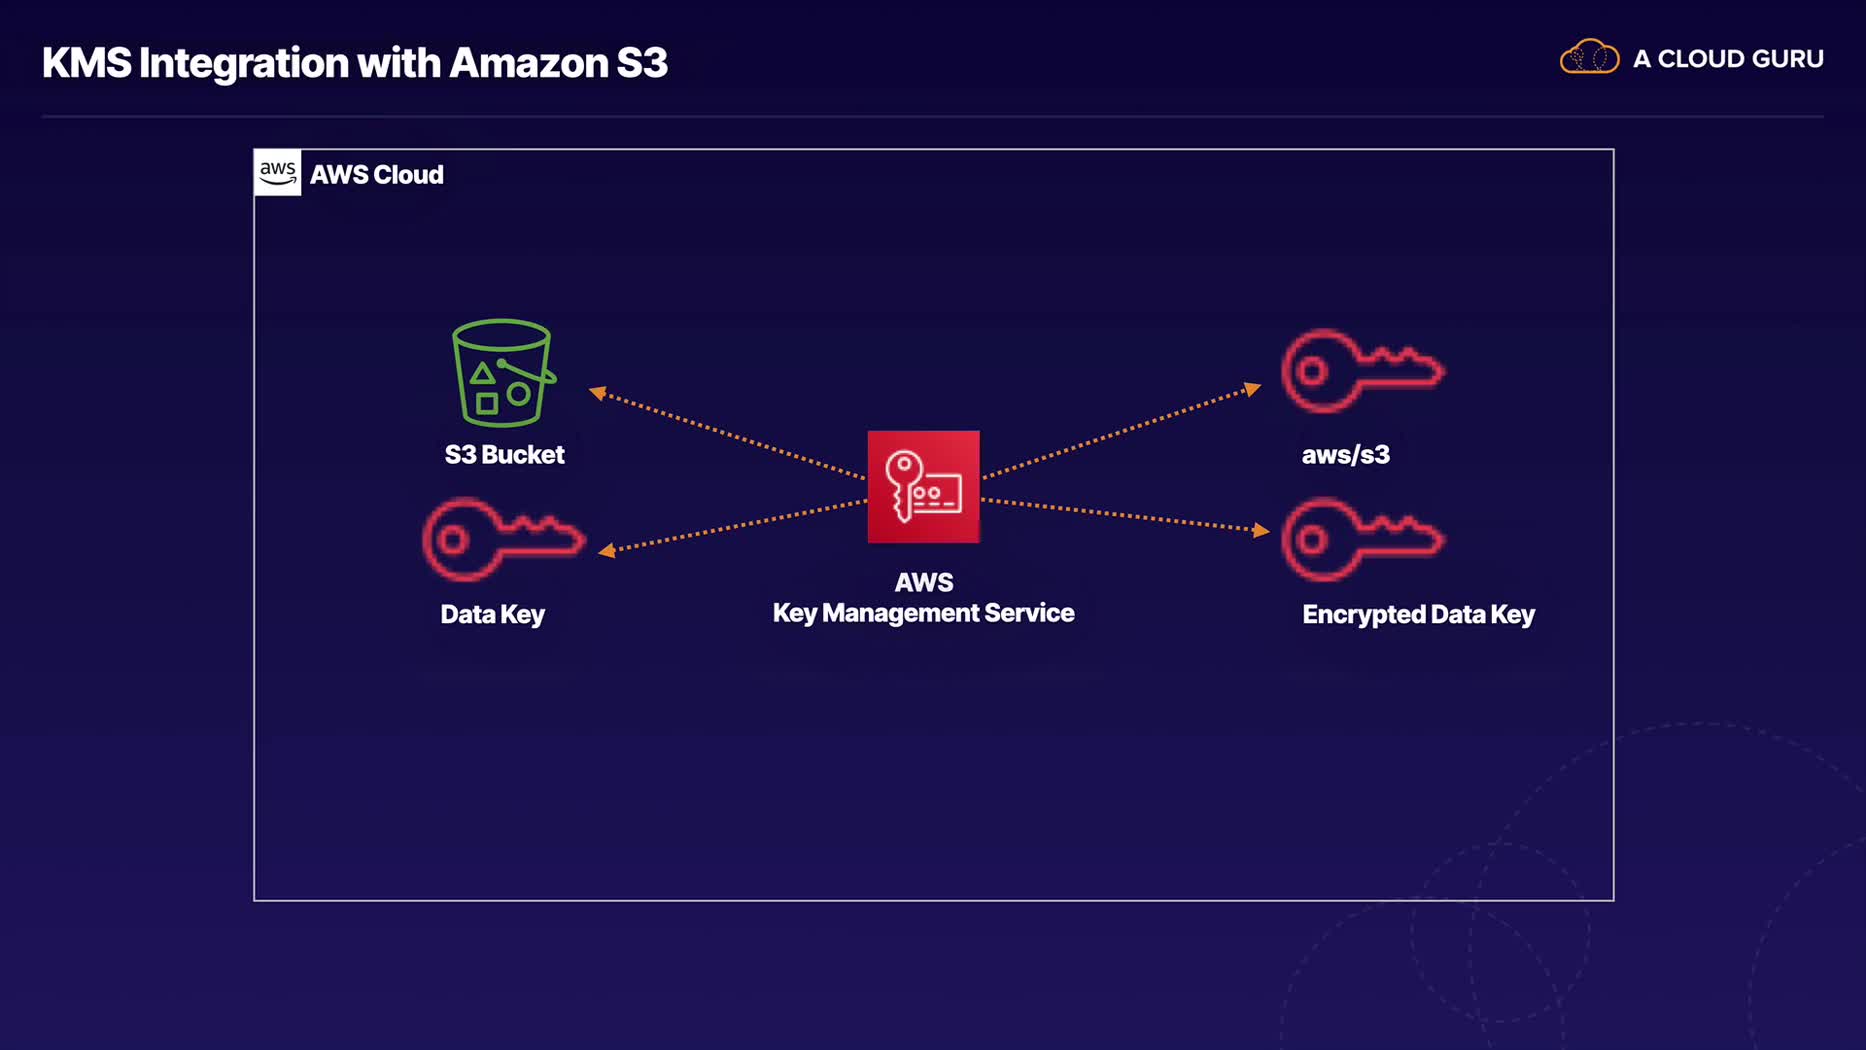 KMS Integration with Amazon S3
A CLOUD GURU
aws
AWS Cloud
S3 Bucket
aws/s3
Data Key
AWS
Key Management Service
Encrypted Data Key